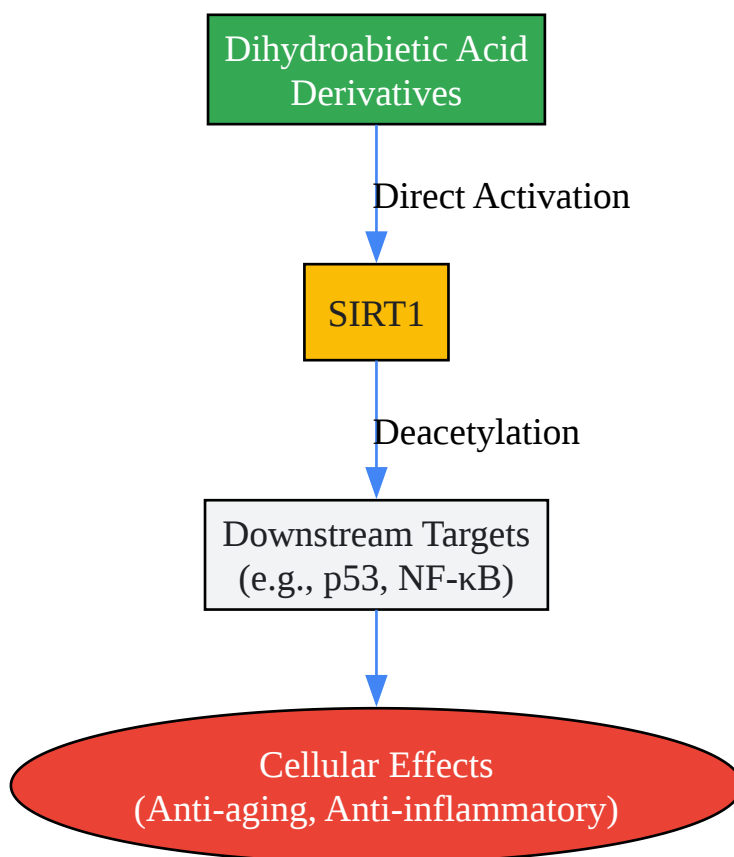 Dihydroabietic Acid
Derivatives
Direct Activation
SIRT1
Deacetylation
Downstream Targets
(e.g., p53, NF-κB)
Cellular Effects
(Anti-aging, Anti-inflammatory)